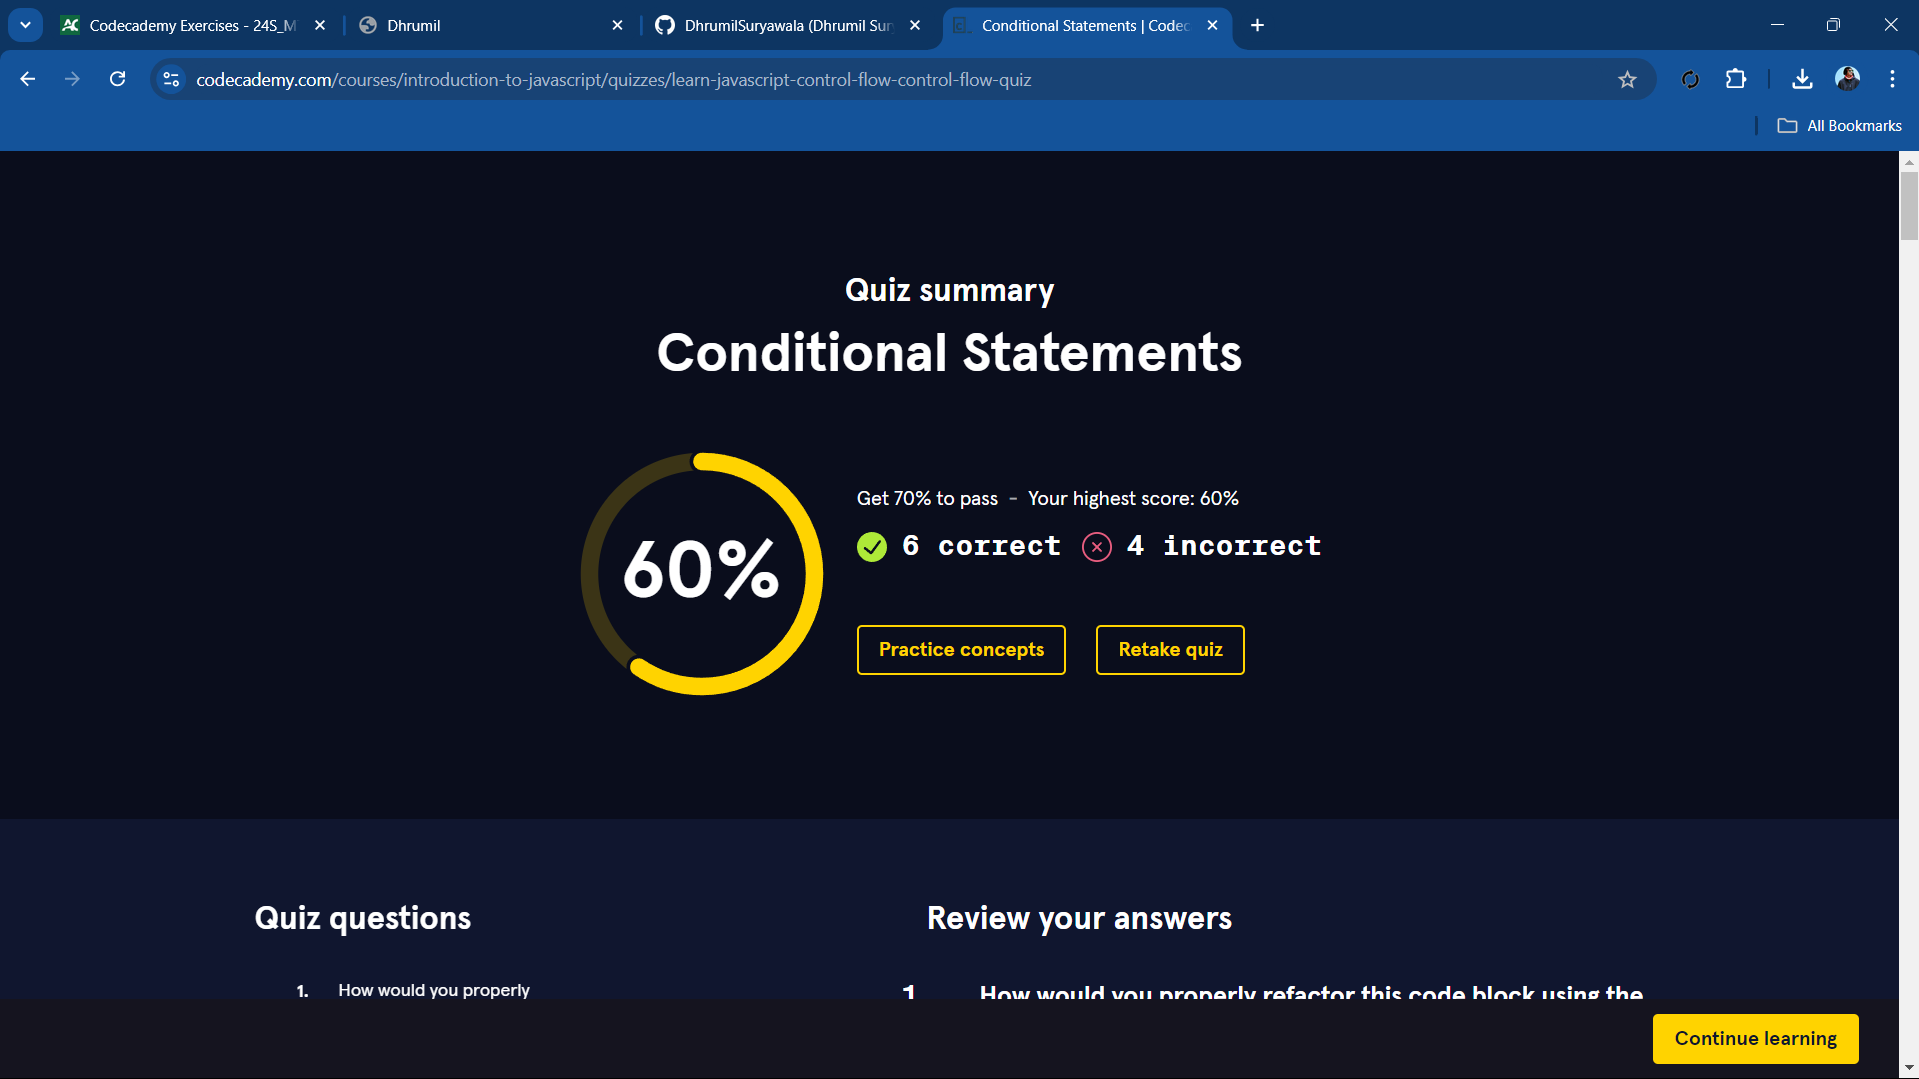 Codecademy Exercises - 24S_M
Dhrumil
DhrumilSuryawala (Dhrumil Sur
Conditional Statements | Codec
codecademy.com/courses/introduction-to-javascript/quizzes/learn-javascript-control-flow-control-flow-quiz
All Bookmarks
Quiz summary
Conditional Statements
60%
Get 70% to pass - Your highest score: 60%
6 correct 4 incorrect
Practice concepts
Retake quiz
Quiz questions
Review your answers
1. How would you properly
1 How would you properly refactor this code block using the
Continue learning